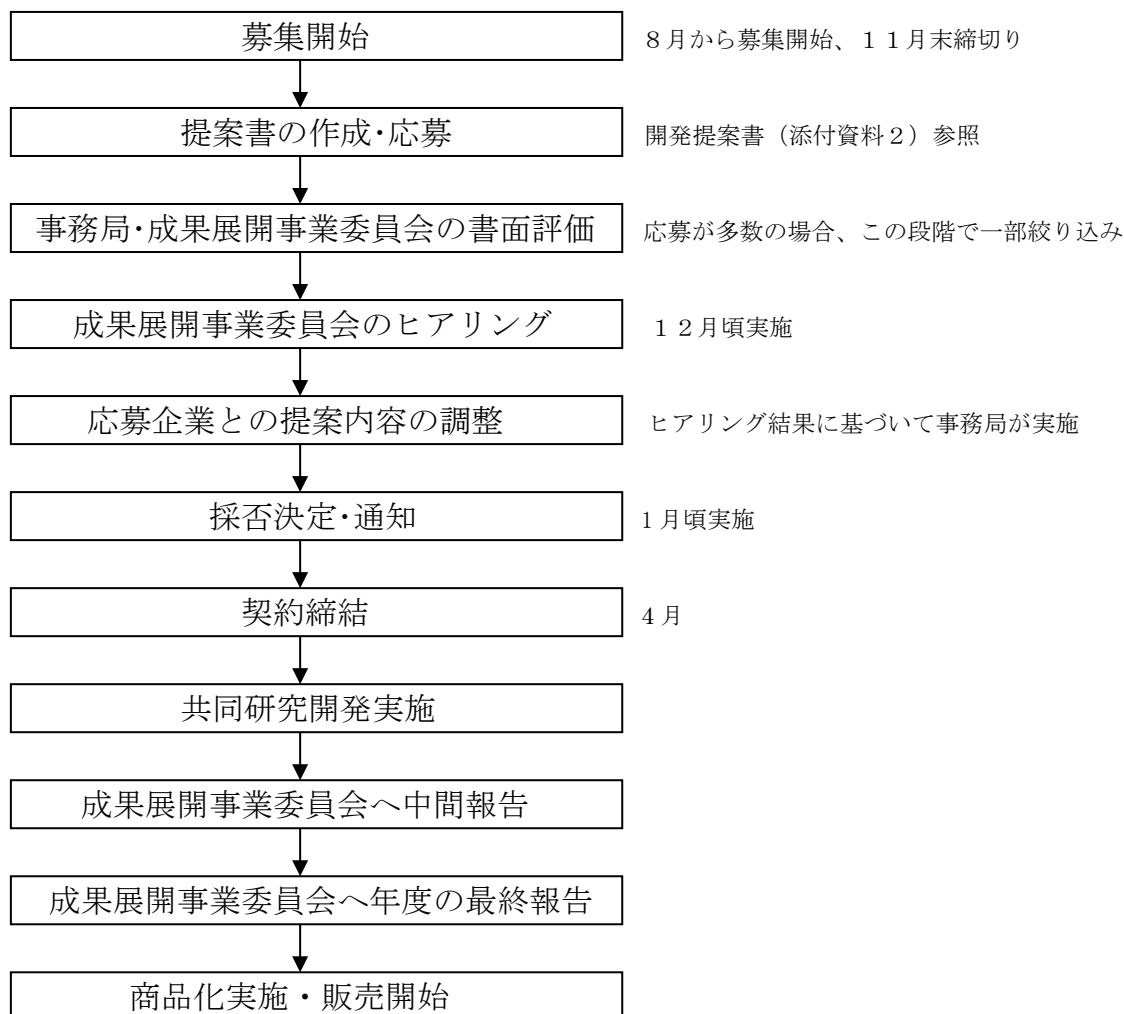 募集開始
８月から募集開始、１１月末締切り
提案書の作成･応募
開発提案書（添付資料２）参照
事務局･成果展開事業委員会の書面評価
応募が多数の場合、この段階で一部絞り込み
成果展開事業委員会のヒアリング
１２月頃実施
応募企業との提案内容の調整
ヒアリング結果に基づいて事務局が実施
採否決定･通知
1月頃実施
契約締結
４月
共同研究開発実施
成果展開事業委員会へ中間報告
成果展開事業委員会へ年度の最終報告
商品化実施・販売開始